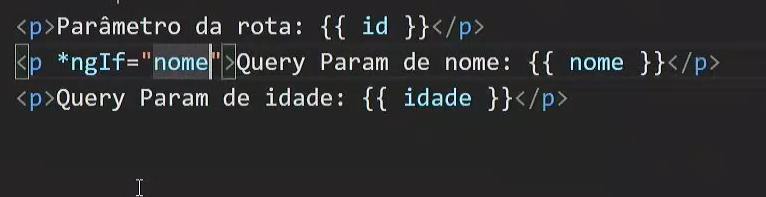 <p>Parâmetro da rota: {{ id }}</p>
<p *ngIf="nome">Query Param de nome: {{ nome }}</p>
<p>Query Param de idade: {{ idade }}</p>